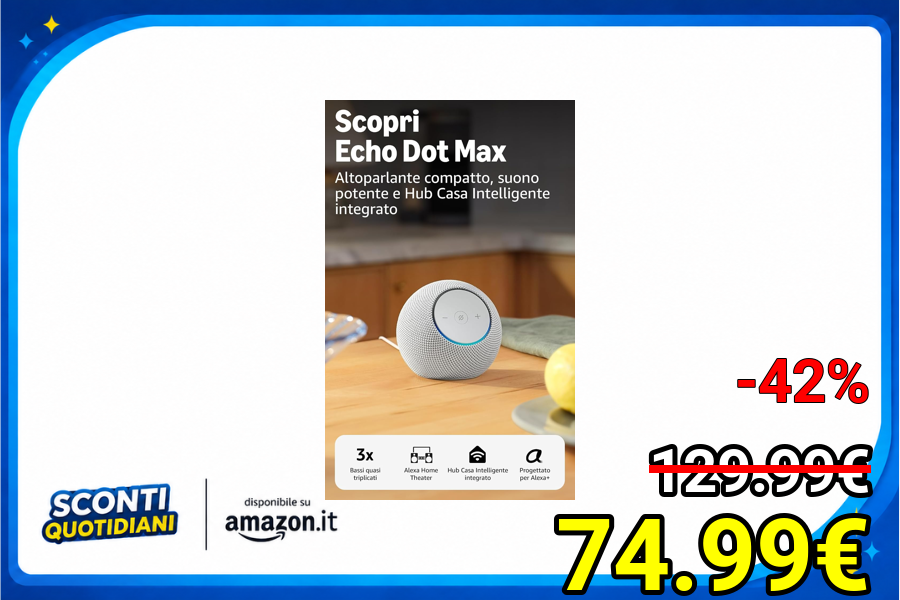 Scopri
Echo Dot Max
Altoparlante compatto, suono
potente e Hub Casa Intelligente
integrato
3x
Bassi quasi
triplicati
Alexa Home
Theater
Hub Casa Intelligente
integrato
Progettato
per Alexa+
-42%
129.99€
74.99€
SCONTI
QUOTIDIANI
disponibile su
amazon.it